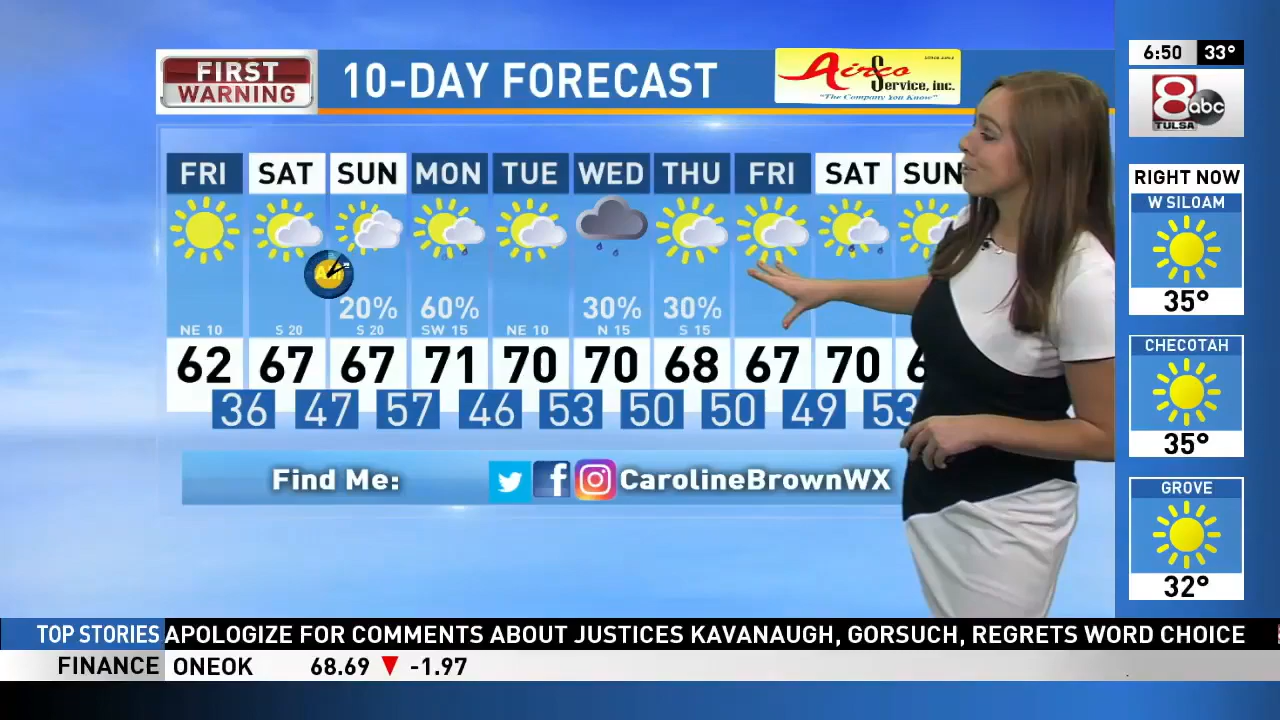 FIRST
WARNING
10-DAY FORECAST
Airco
Service, inc.
"The Company You Know"
6:50 33°
8 abc
TULSA
FRI SAT SUN MON TUE WED THU FRI SAT SUN
20% 60% 30% 30%
NE 10 S 20 S 20 SW 15 NE 10 N 15 S 15
62 67 67 71 70 70 68 67 70 6
36 47 57 46 53 50 50 49 53
Find Me: CarolineBrownWX
RIGHT NOW
W SILOAM
35°
CHECOTAH
35°
GROVE
32°
TOP STORIES APOLOGIZE FOR COMMENTS ABOUT JUSTICES KAVANAUGH, GORSUCH, REGRETS WORD CHOICE
FINANCE ONEOK 68.69 -1.97